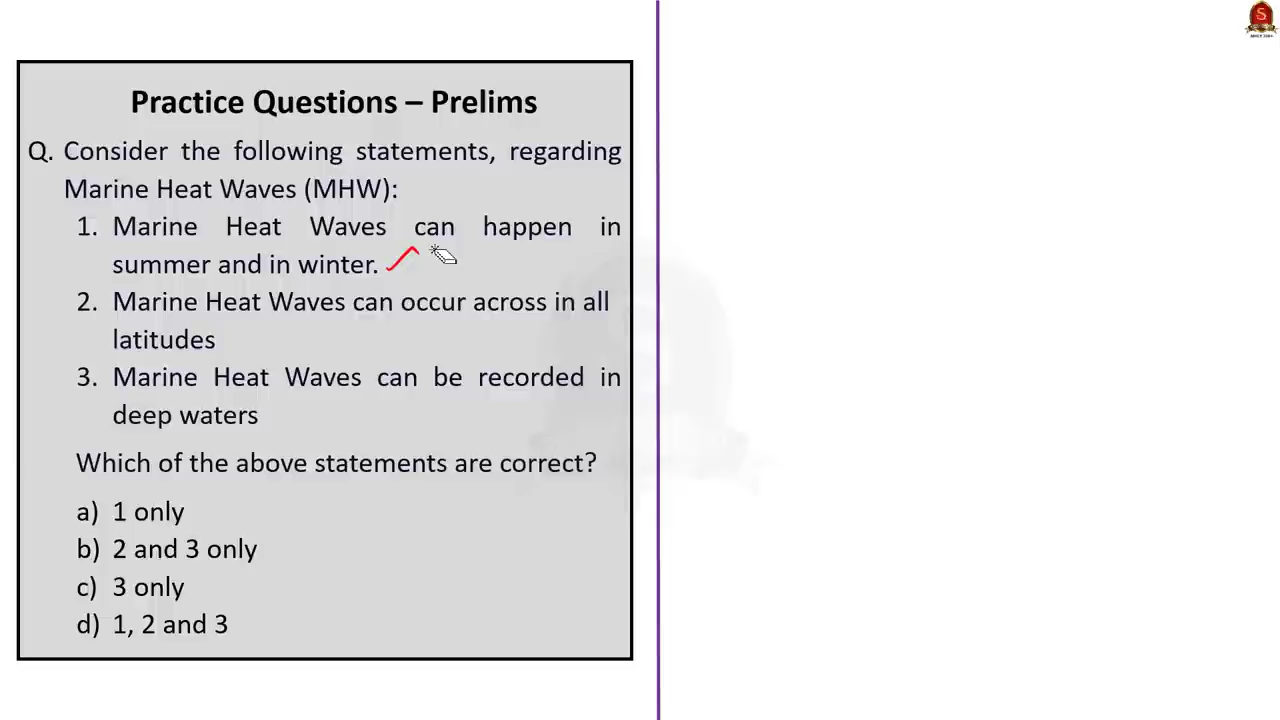 Practice Questions – Prelims
Q. Consider the following statements, regarding
Marine Heat Waves (MHW):
1. Marine Heat Waves can happen in
summer and in winter.
2. Marine Heat Waves can occur across in all
latitudes
3. Marine Heat Waves can be recorded in
deep waters
Which of the above statements are correct?
a) 1 only
b) 2 and 3 only
c) 3 only
d) 1, 2 and 3